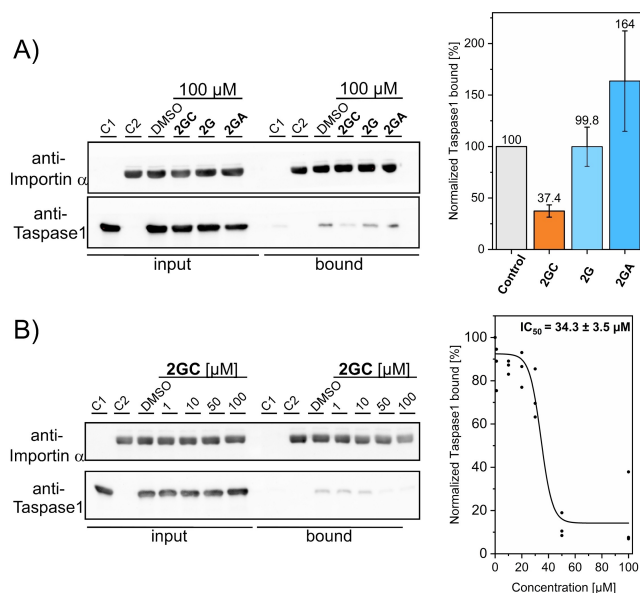 A)
100 µM
C1 C2 DMSO 2GC 2G 2GA C1 C2 DMSO 2GC 2G 2GA
100 µM
anti-
Importin α
anti-
Taspase1
input bound
Normalized Taspase1 bound [%]
200
150
100
50
0
100
37.4
99.8
164
Control 2GC 2G 2GA
B)
2GC [µM] 2GC [µM]
C1 C2 DMSO 1 10 50 100 C1 C2 DMSO 1 10 50 100
anti-
Importin α
anti-
Taspase1
input bound
IC50 = 34.3 ± 3.5 µM
Normalized Taspase1 bound [%]
100
80
60
40
20
0
0 20 40 60 80 100
Concentration [µM]